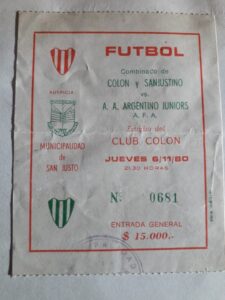 FUTBOL
Combinado de
COLON y SANJUSTINO
vs.
A. A. ARGENTINO JUNIORS
A. F. A.
Estadio del
CLUB COLON
JUEVES 6/11/80
21.30 HORAS
AUSPICIA
MUNICIPALIDAD
de
SAN JUSTO
Nº 0681
ENTRADA GENERAL
$ 15.000.-